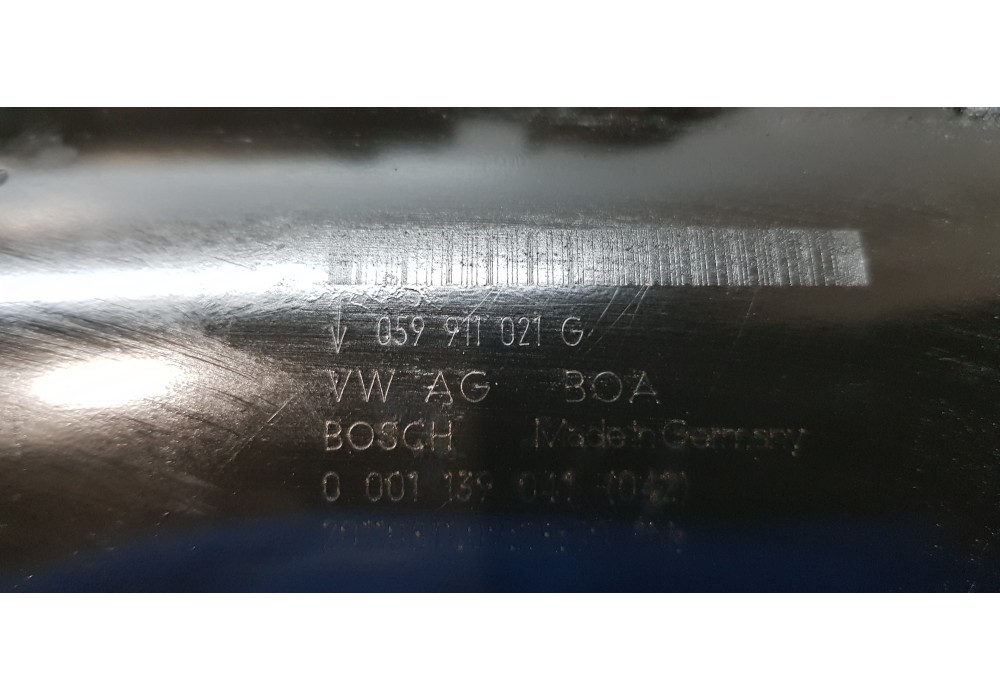 059 911 021 G
VW AG BOA
BOSCH Made in Germany
0 001 139